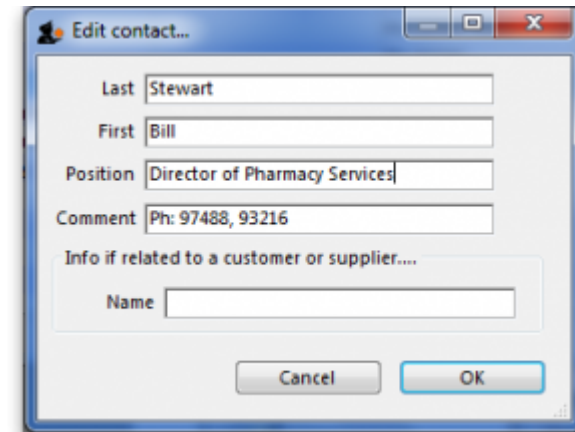 Edit contact...
Last Stewart
First Bill
Position Director of Pharmacy Services
Comment Ph: 97488, 93216
Info if related to a customer or supplier....
Name
Cancel OK